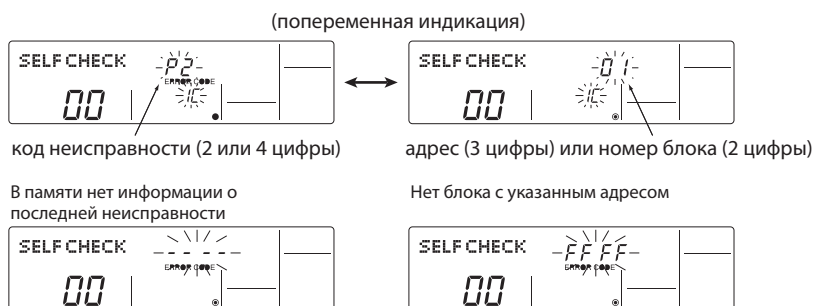 (попеременная индикация)
SELF CHECK P2
ERROR CODE
00 IC
SELF CHECK 01
00 IC
код неисправности (2 или 4 цифры)
адрес (3 цифры) или номер блока (2 цифры)
В памяти нет информации о
последней неисправности
Нет блока с указанным адресом
SELF CHECK -- --
ERROR CODE
00
SELF CHECK FFFF
ERROR CODE
00